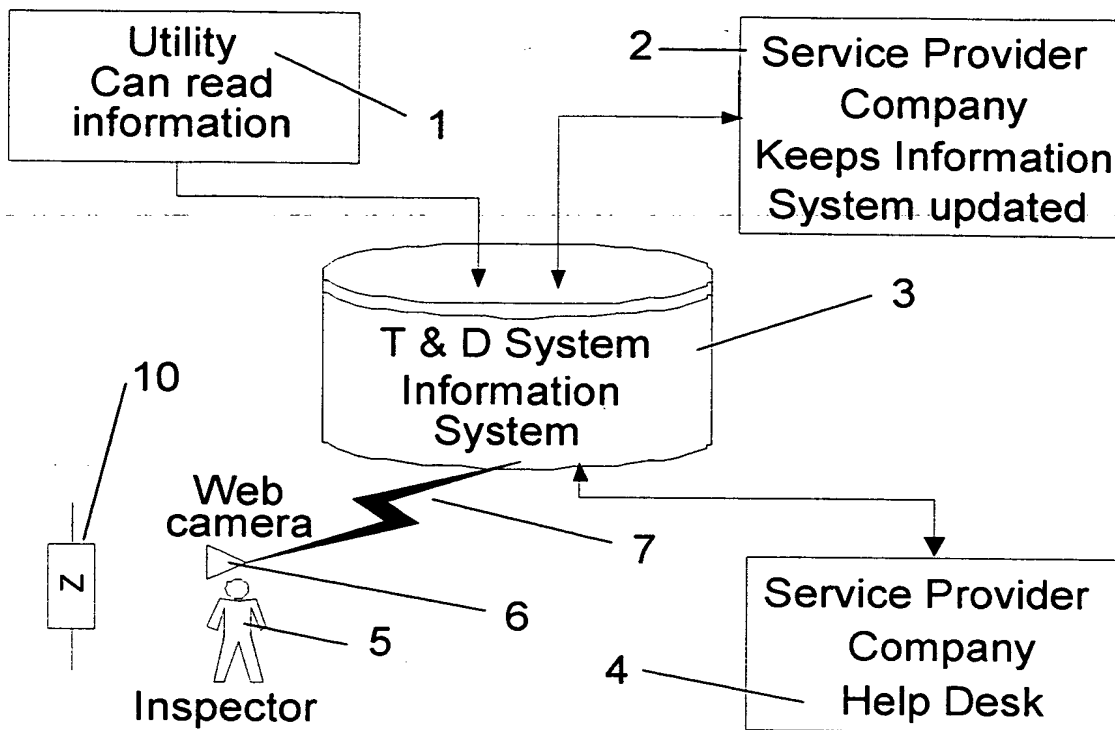 Utility
Can read
information
1
2
Service Provider
Company
Keeps Information
System updated
3
T & D System
Information
System
10
Web
camera
7
Z
6
5
Inspector
Service Provider
Company
4
Help Desk